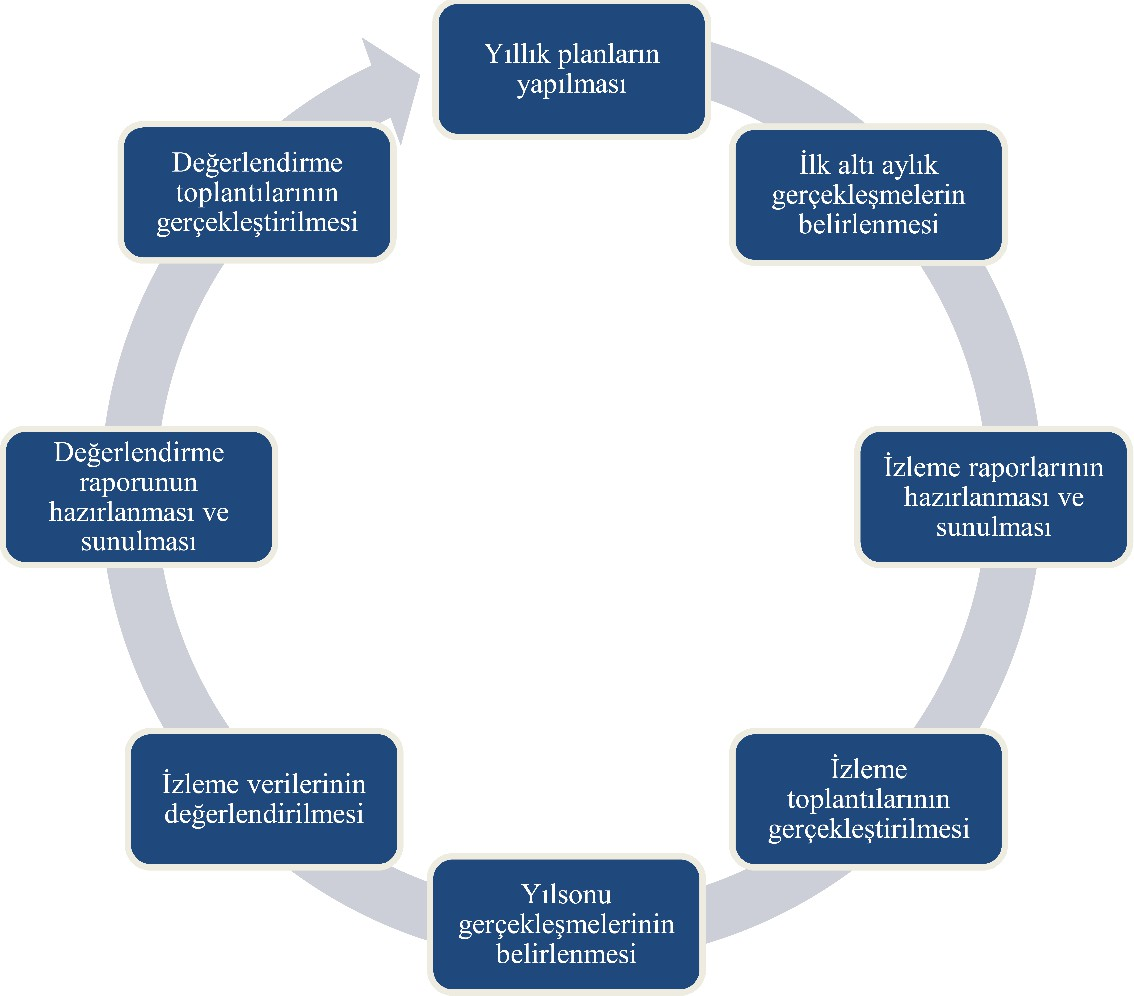 Yıllık planların
yapılması
İlk altı aylık
gerçekleşmelerin
belirlenmesi
İzleme raporlarının
hazırlanması ve
sunulması
İzleme
toplantılarının
gerçekleştirilmesi
Yılsonu
gerçekleşmelerinin
belirlenmesi
İzleme verilerinin
değerlendirilmesi
Değerlendirme
raporunun
hazırlanması ve
sunulması
Değerlendirme
toplantılarının
gerçekleştirilmesi